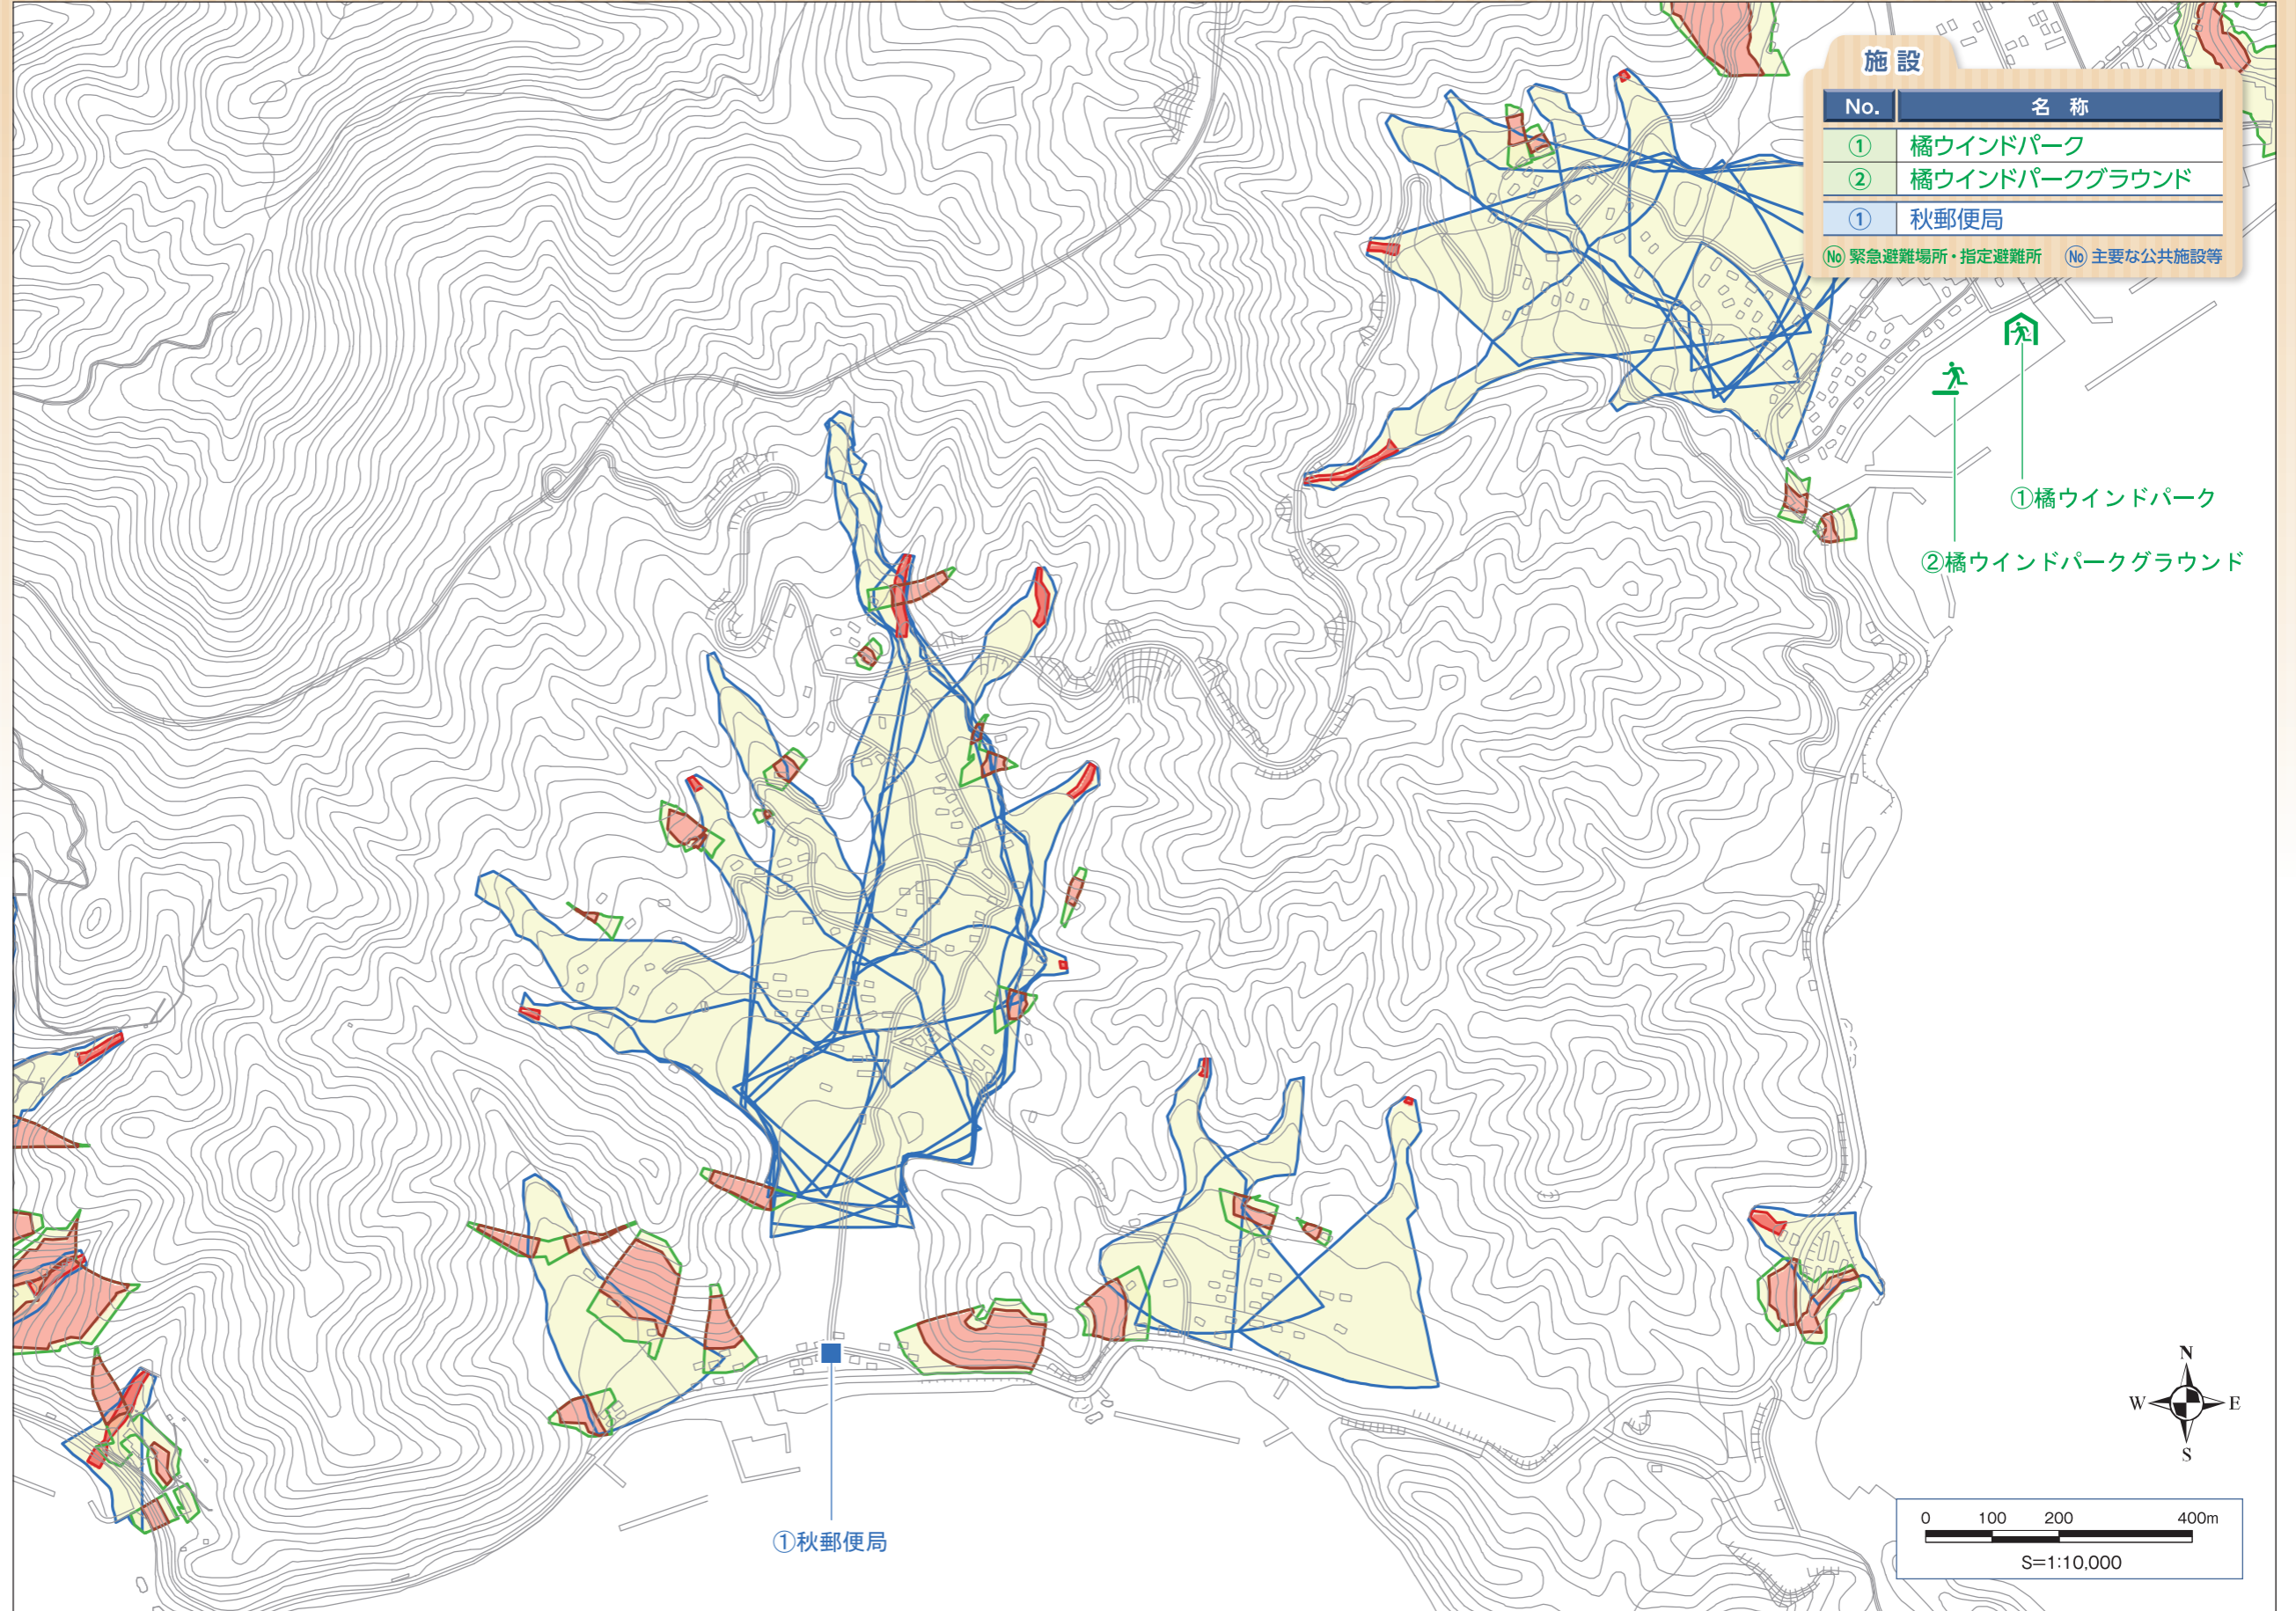 施設
No. 名称
① 橘ウインドパーク
② 橘ウインドパークグラウンド
① 秋郵便局
No 緊急避難場所・指定避難所 No 主要な公共施設等
①橘ウインドパーク
②橘ウインドパークグラウンド
①秋郵便局
N
W E
S
0 100 200 400m
S=1:10,000